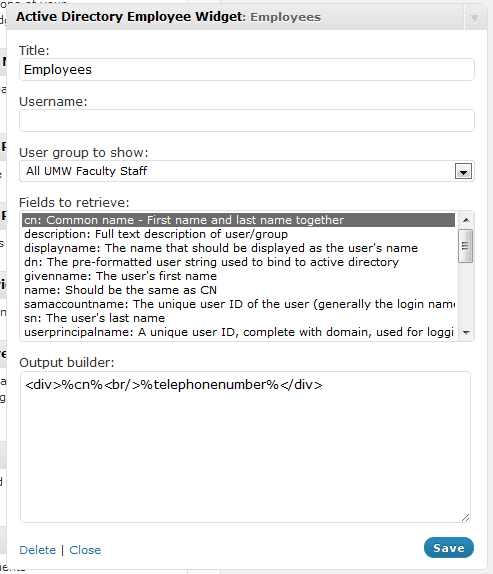 Active Directory Employee Widget: Employees
Title:
Employees
Username:
User group to show:
All UMW Faculty Staff
Fields to retrieve:
cn: Common name - First name and last name together
description: Full text description of user/group
displayname: The name that should be displayed as the user's name
dn: The pre-formatted user string used to bind to active directory
givenname: The user's first name
name: Should be the same as CN
samaccountname: The unique user ID of the user (generally the login name
sn: The user's last name
userprincipalname: A unique user ID, complete with domain, used for loggi
Output builder:
<div>%cn%<br/>%telephonenumber%</div>
Delete | Close
Save